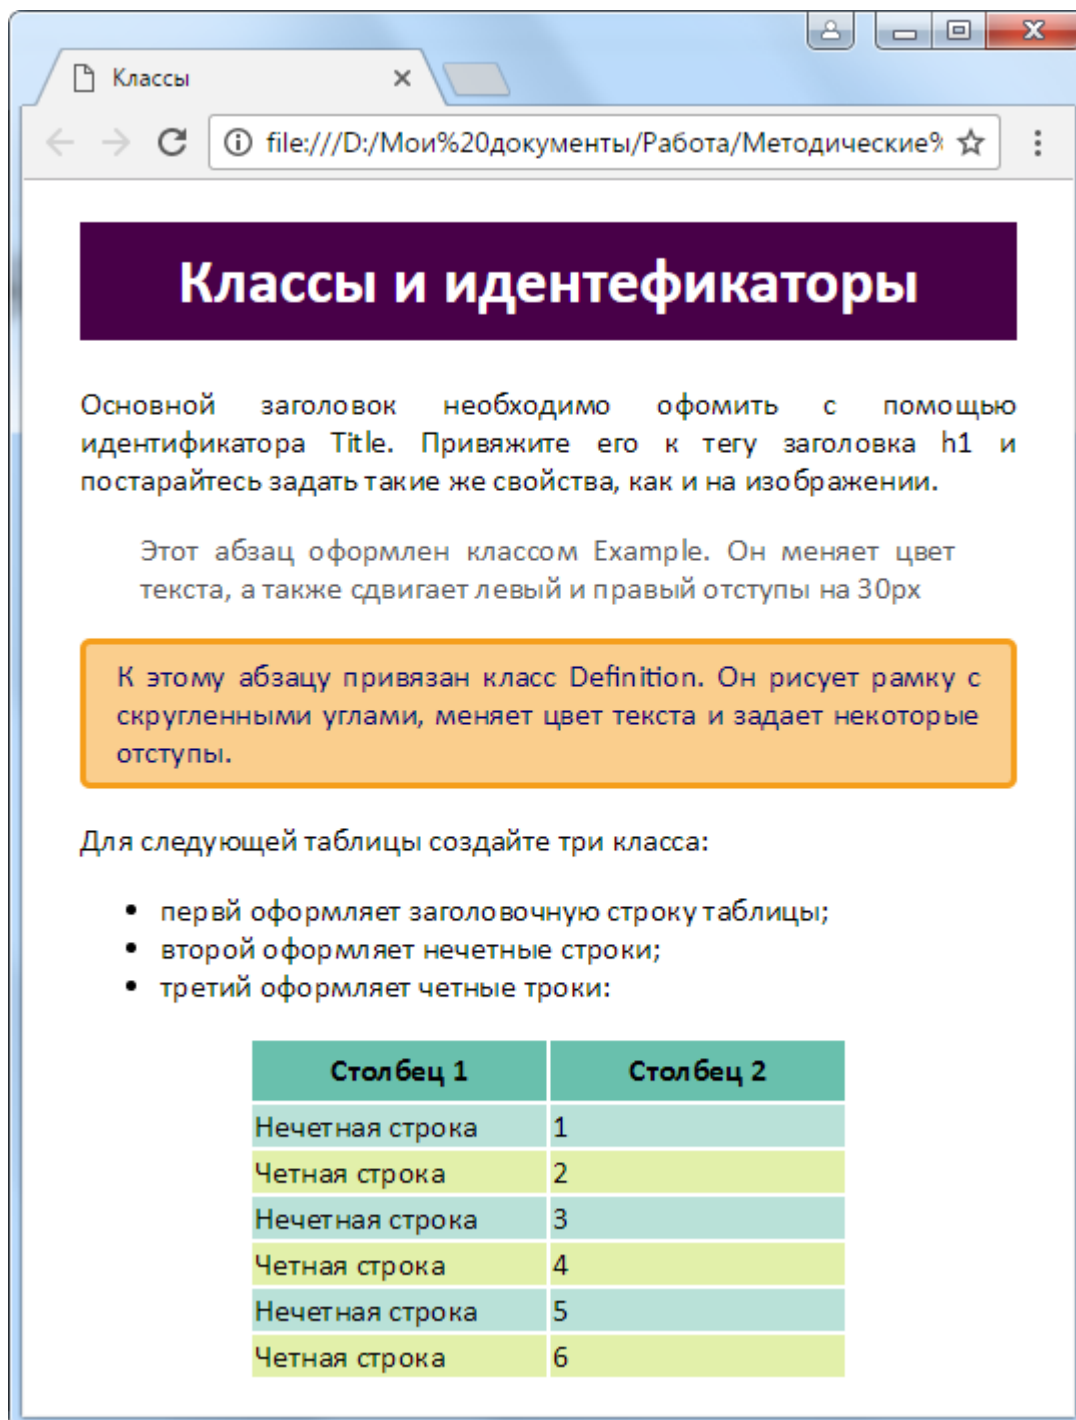 Классы
file:///D:/Мои%20документы/Работа/Методические%
Классы и идентефикаторы
Основной заголовок необходимо офомить с помощью
идентификатора Title. Привяжите его к тегу заголовка h1 и
постарайтесь задать такие же свойства, как и на изображении.
Этот абзац оформлен классом Example. Он меняет цвет
текста, а также сдвигает левый и правый отступы на 30px
К этому абзацу привязан класс Definition. Он рисует рамку с
скругленными углами, меняет цвет текста и задает некоторые
отступы.
Для следующей таблицы создайте три класса:
• первй оформляет заголовочную строку таблицы;
• второй оформляет нечетные строки;
• третий оформляет четные троки:
Столбец 1 Столбец 2
Нечетная строка 1
Четная строка 2
Нечетная строка 3
Четная строка 4
Нечетная строка 5
Четная строка 6